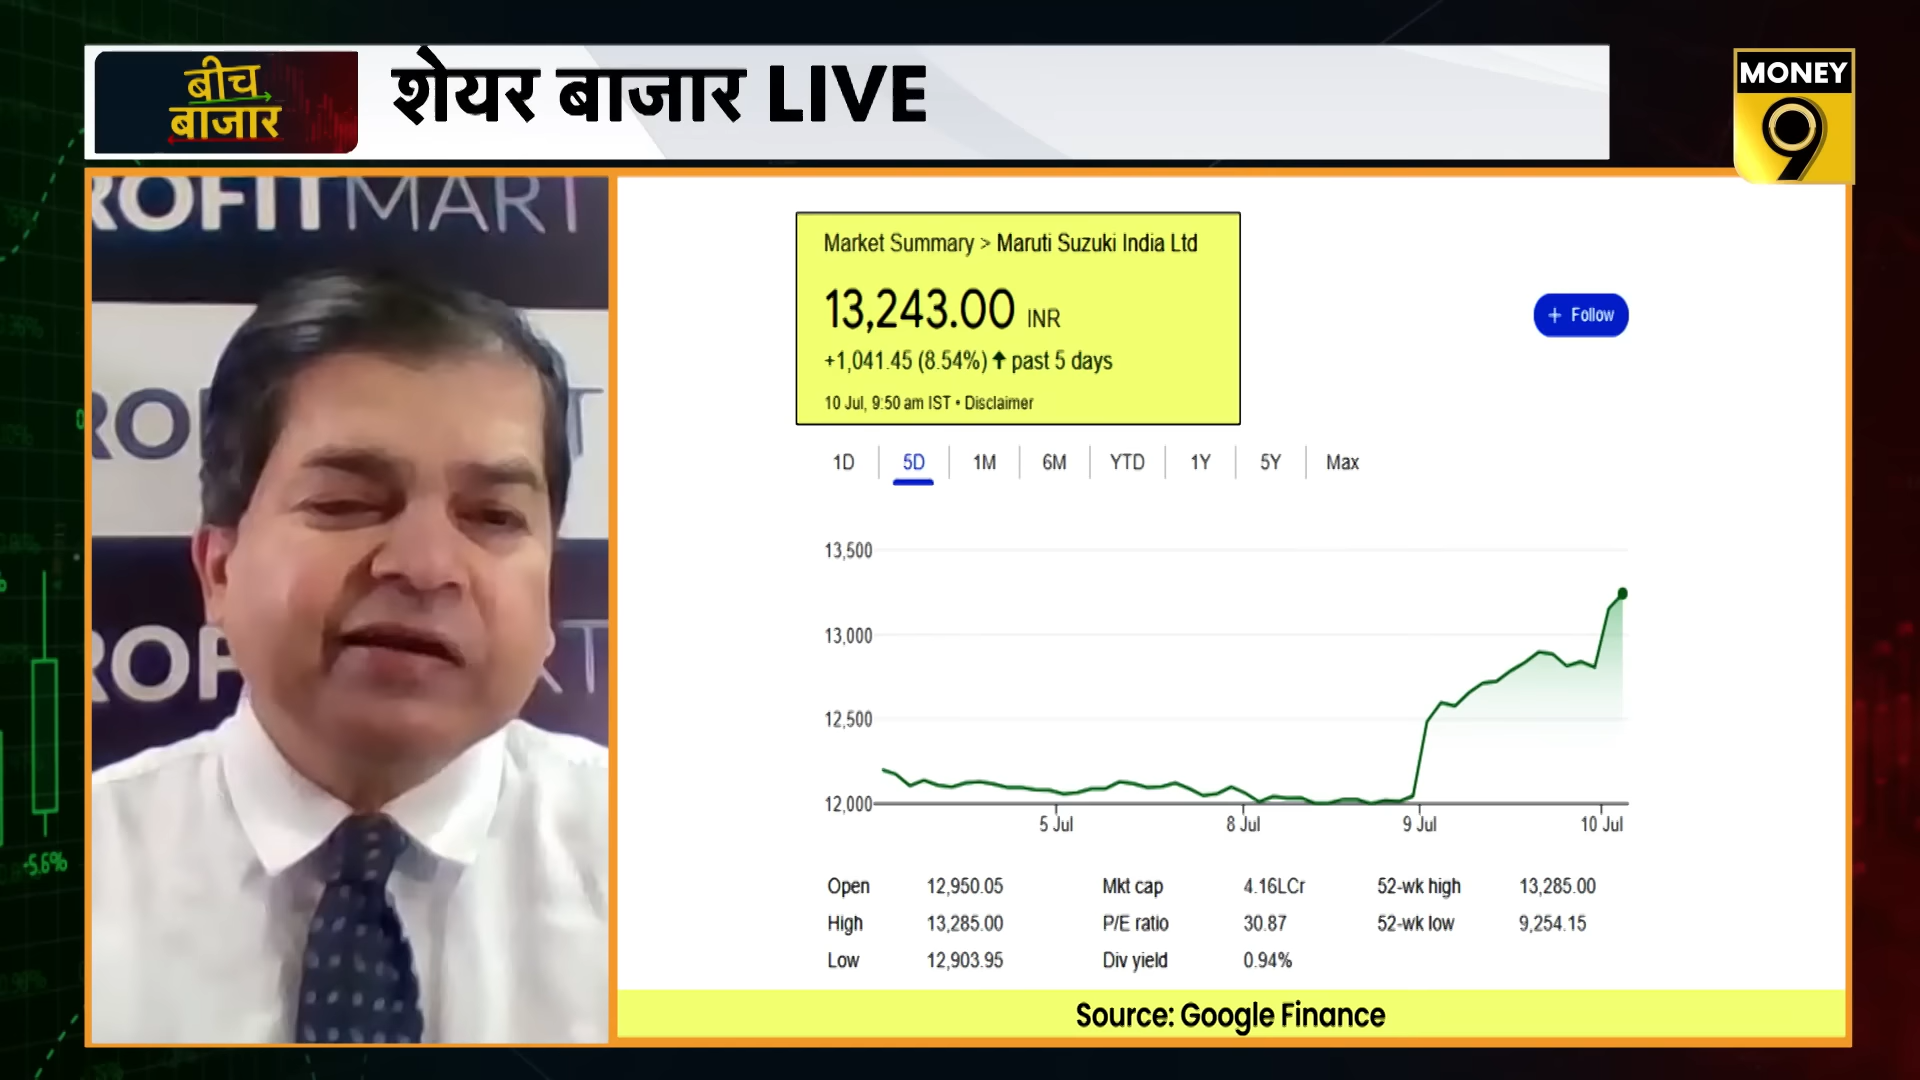 बीच
बाजार
शेयर बाजार LIVE
MONEY
9
ROFITMART
Market Summary > Maruti Suzuki India Ltd
13,243.00 INR
+1,041.45 (8.54%) ↑ past 5 days
10 Jul, 9:50 am IST • Disclaimer
+ Follow
1D 5D 1M 6M YTD 1Y 5Y Max
13,500
13,000
12,500
12,000
5 Jul 8 Jul 9 Jul 10 Jul
Open 12,950.05 Mkt cap 4.16LCr 52-wk high 13,285.00
High 13,285.00 P/E ratio 30.87 52-wk low 9,254.15
Low 12,903.95 Div yield 0.94%
-5.6%
Source: Google Finance